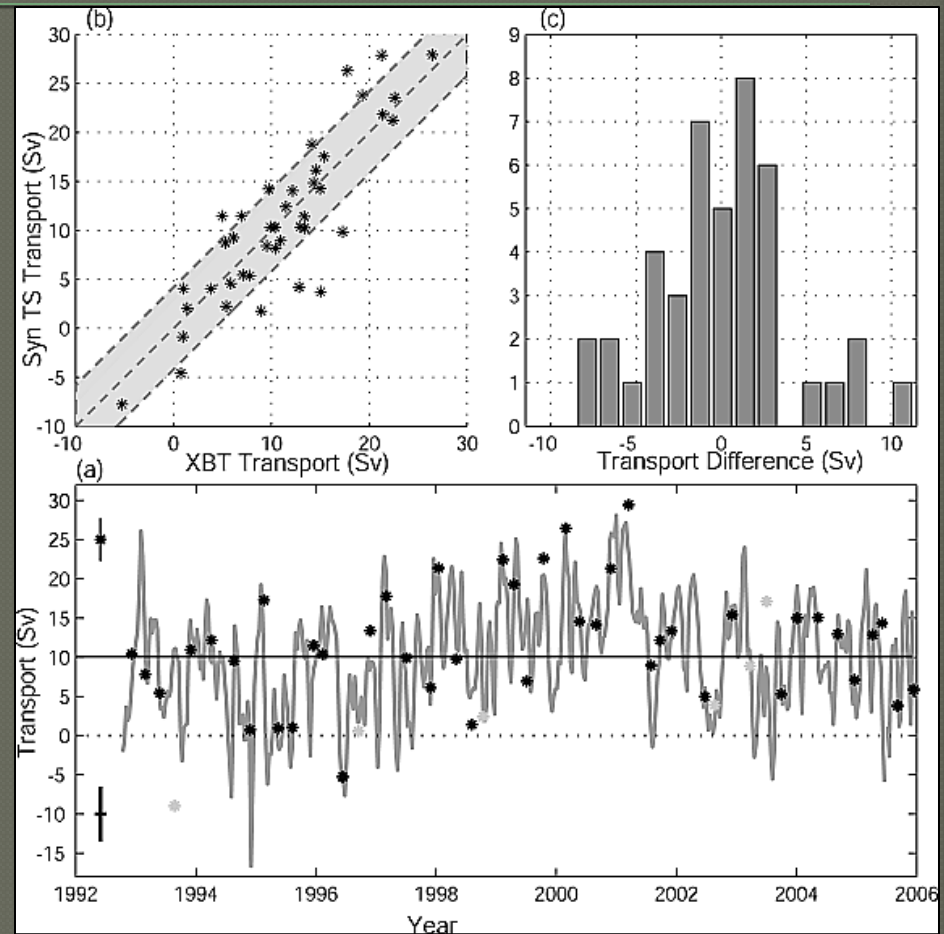 (b)
30
25
20
15
10
5
0
-5
-10
Syn TS Transport (Sv)
-10 0 10 20 30
XBT Transport (Sv)
(c)
9
8
7
6
5
4
3
2
1
0
-10 -5 0 5 10
Transport Difference (Sv)
(a)
30
25
20
15
10
5
0
-5
-10
-15
Transport (Sv)
1992 1994 1996 1998 2000 2002 2004 2006
Year